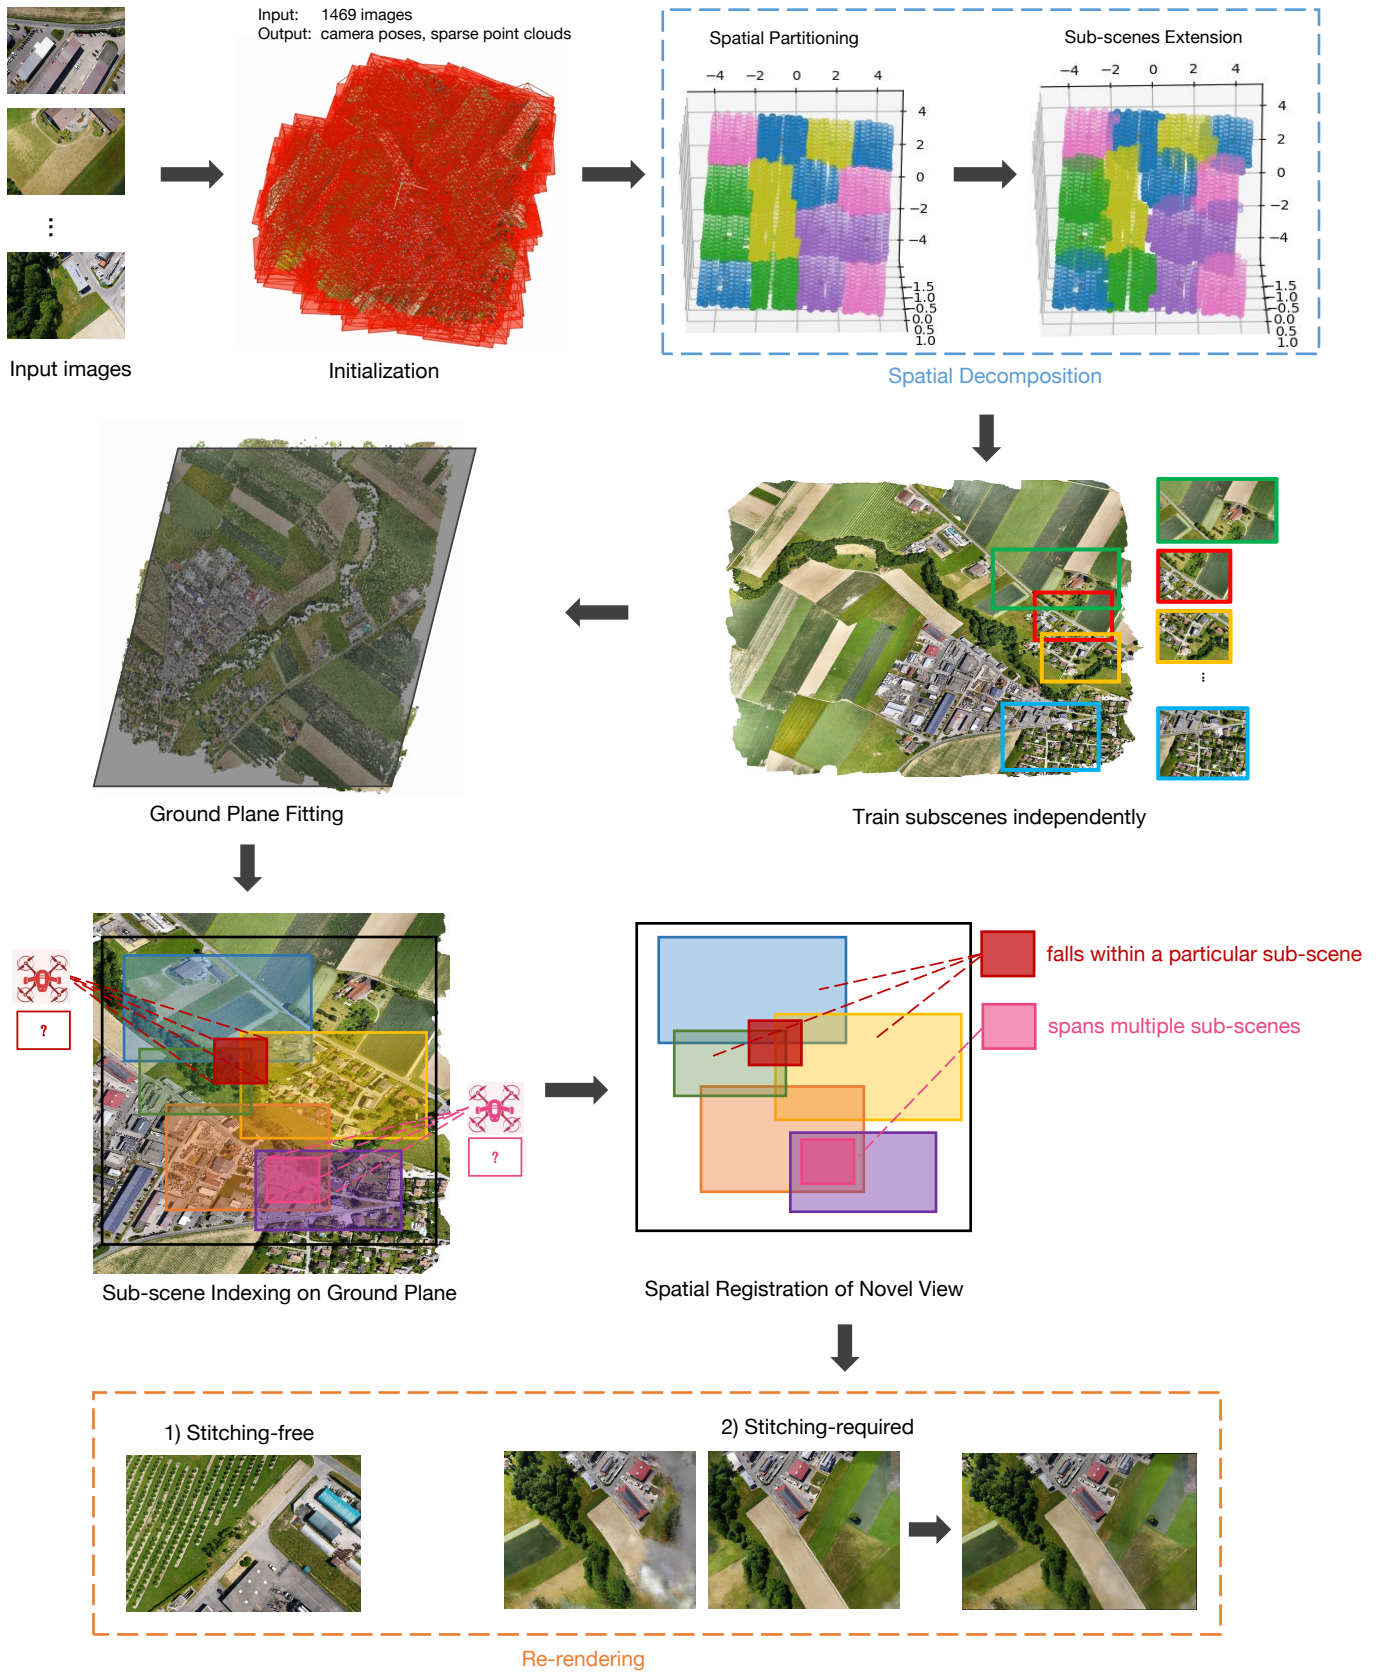 Input: 1469 images
Output: camera poses, sparse point clouds
Input images
Initialization
Spatial Partitioning
−4 −2 0 2 4
4
2
0
−2
−4
−1.5
−1.0
−0.5
0.0
0.5
1.0
Sub-scenes Extension
−4 −2 0 2 4
4
2
0
−2
−4
−1.5
−1.0
−0.5
0.0
0.5
1.0
Spatial Decomposition
Train subscenes independently
Ground Plane Fitting
?
?
Sub-scene Indexing on Ground Plane
falls within a particular sub-scene
spans multiple sub-scenes
Spatial Registration of Novel View
1) Stitching-free
2) Stitching-required
Re-rendering